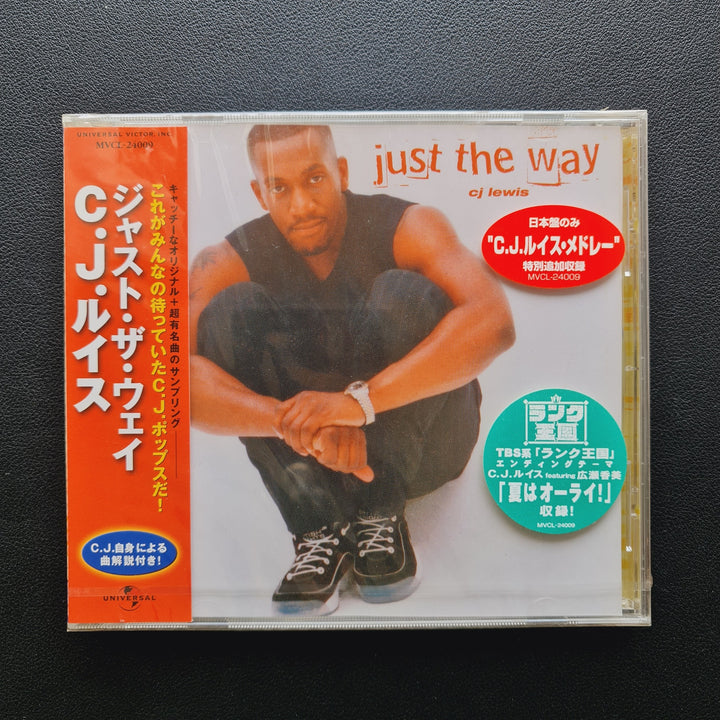 UNIVERSAL VICTOR, INC.
MVCL-24009
キャッチーなオリジナル＋超有名曲のサンプリング
これがみんなの待っていたC.J.ポップスだ!
ジャスト・ザ・ウェイ
C.J.ルイス
C.J.自身による
曲解説付き!
UNIVERSAL
just the way
cj lewis
日本盤のみ
"C.J.ルイス・メドレー"
特別追加収録
MVCL-24009
ランク
王国
TBS系「ランク王国」
エンディングテーマ
C.J.ルイス featuring 広瀬香美
「夏はオーライ!」
収録!
MVCL-24009